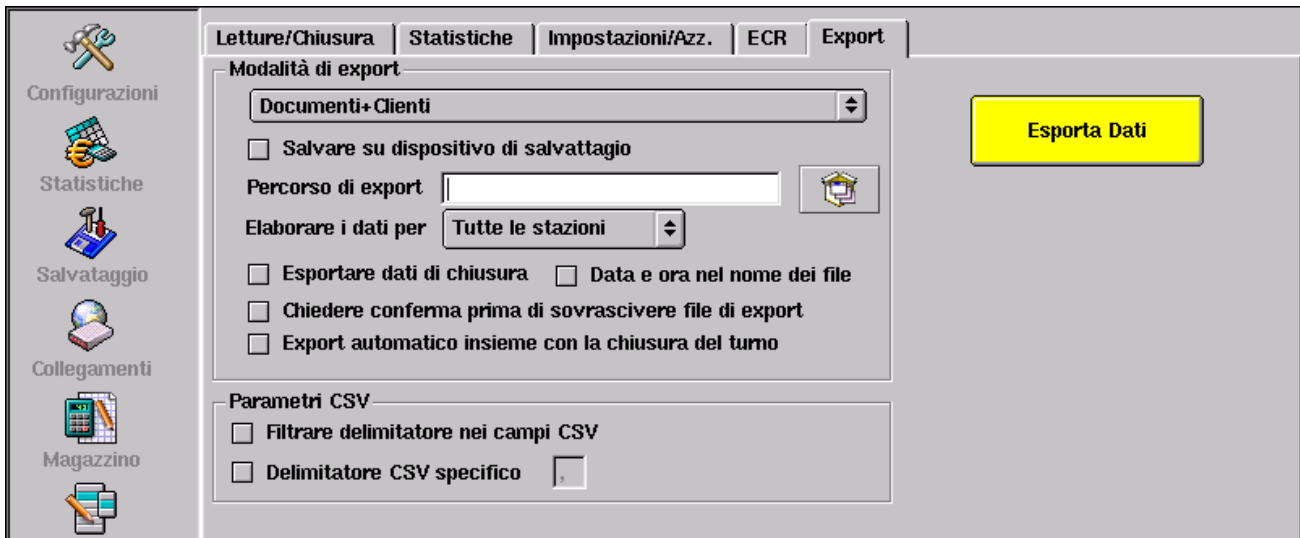 Letture/Chiusura Statistiche Impostazioni/Azz. ECR Export
Configurazioni
Statistiche
Salvataggio
Collegamenti
Magazzino
Modalità di export
Documenti+Clienti
Salvare su dispositivo di salvattagio
Percorso di export
Elaborare i dati per Tutte le stazioni
Esportare dati di chiusura Data e ora nel nome dei file
Chiedere conferma prima di sovrascivere file di export
Export automatico insieme con la chiusura del turno
Parametri CSV
Filtrare delimitatore nei campi CSV
Delimitatore CSV specifico ,
Esporta Dati